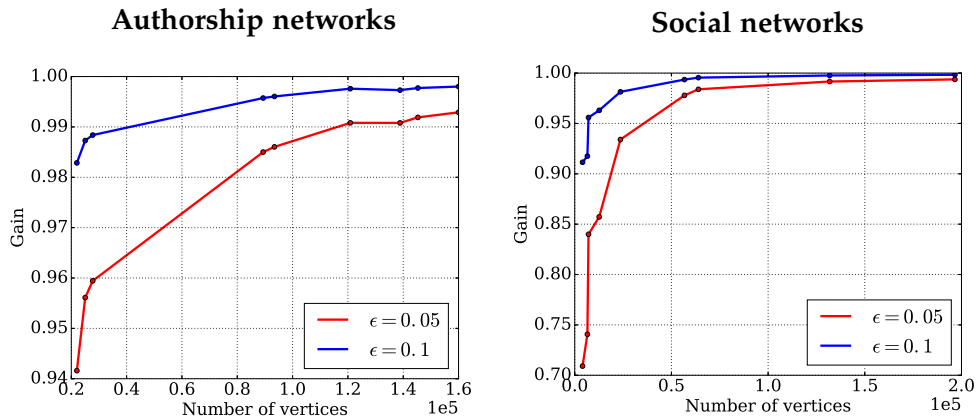 Authorship networks
1.00
0.99
0.98
0.97
0.96
0.95
0.94
Gain
ϵ = 0.05
ϵ = 0.1
0.2 0.4 0.6 0.8 1.0 1.2 1.4 1.6
Number of vertices 1e5
Social networks
1.00
0.95
0.90
0.85
0.80
0.75
0.70
Gain
ϵ = 0.05
ϵ = 0.1
0.0 0.5 1.0 1.5 2.0
Number of vertices 1e5